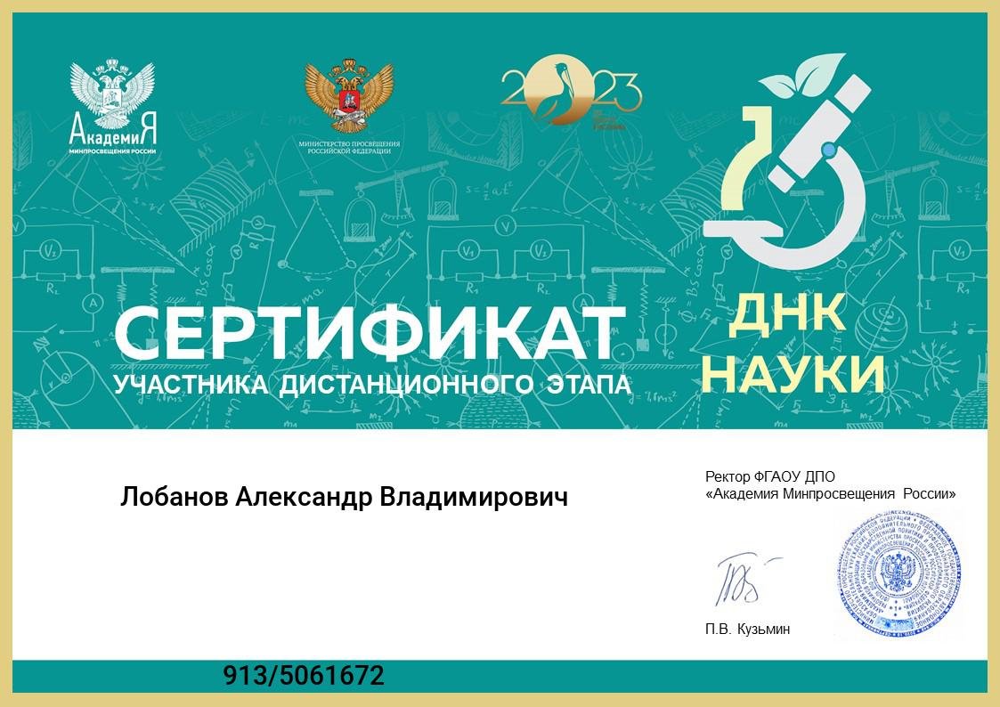 АкадемиЯ
МИНПРОСВЕЩЕНИЯ РОССИИ
МИНИСТЕРСТВО ПРОСВЕЩЕНИЯ
РОССИЙСКОЙ ФЕДЕРАЦИИ
2023
ДНК
НАУКИ
СЕРТИФИКАТ
УЧАСТНИКА ДИСТАНЦИОННОГО ЭТАПА
Лобанов Александр Владимирович
Ректор ФГАОУ ДПО
«Академия Минпросвещения России»
П.В. Кузьмин
913/5061672